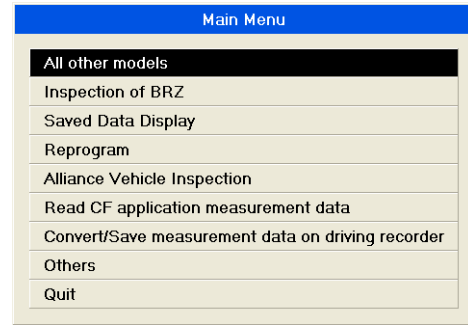 Main Menu
All other models
Inspection of BRZ
Saved Data Display
Reprogram
Alliance Vehicle Inspection
Read CF application measurement data
Convert/Save measurement data on driving recorder
Others
Quit